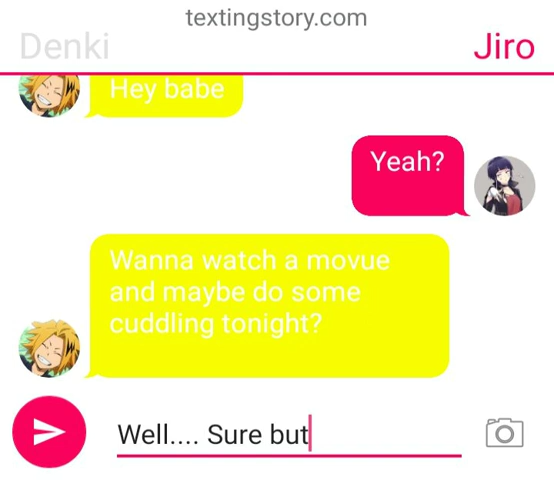 textingstory.com
Denki
Jiro
Hey babe
Yeah?
Wanna watch a movue
and maybe do some
cuddling tonight?
Well.... Sure but